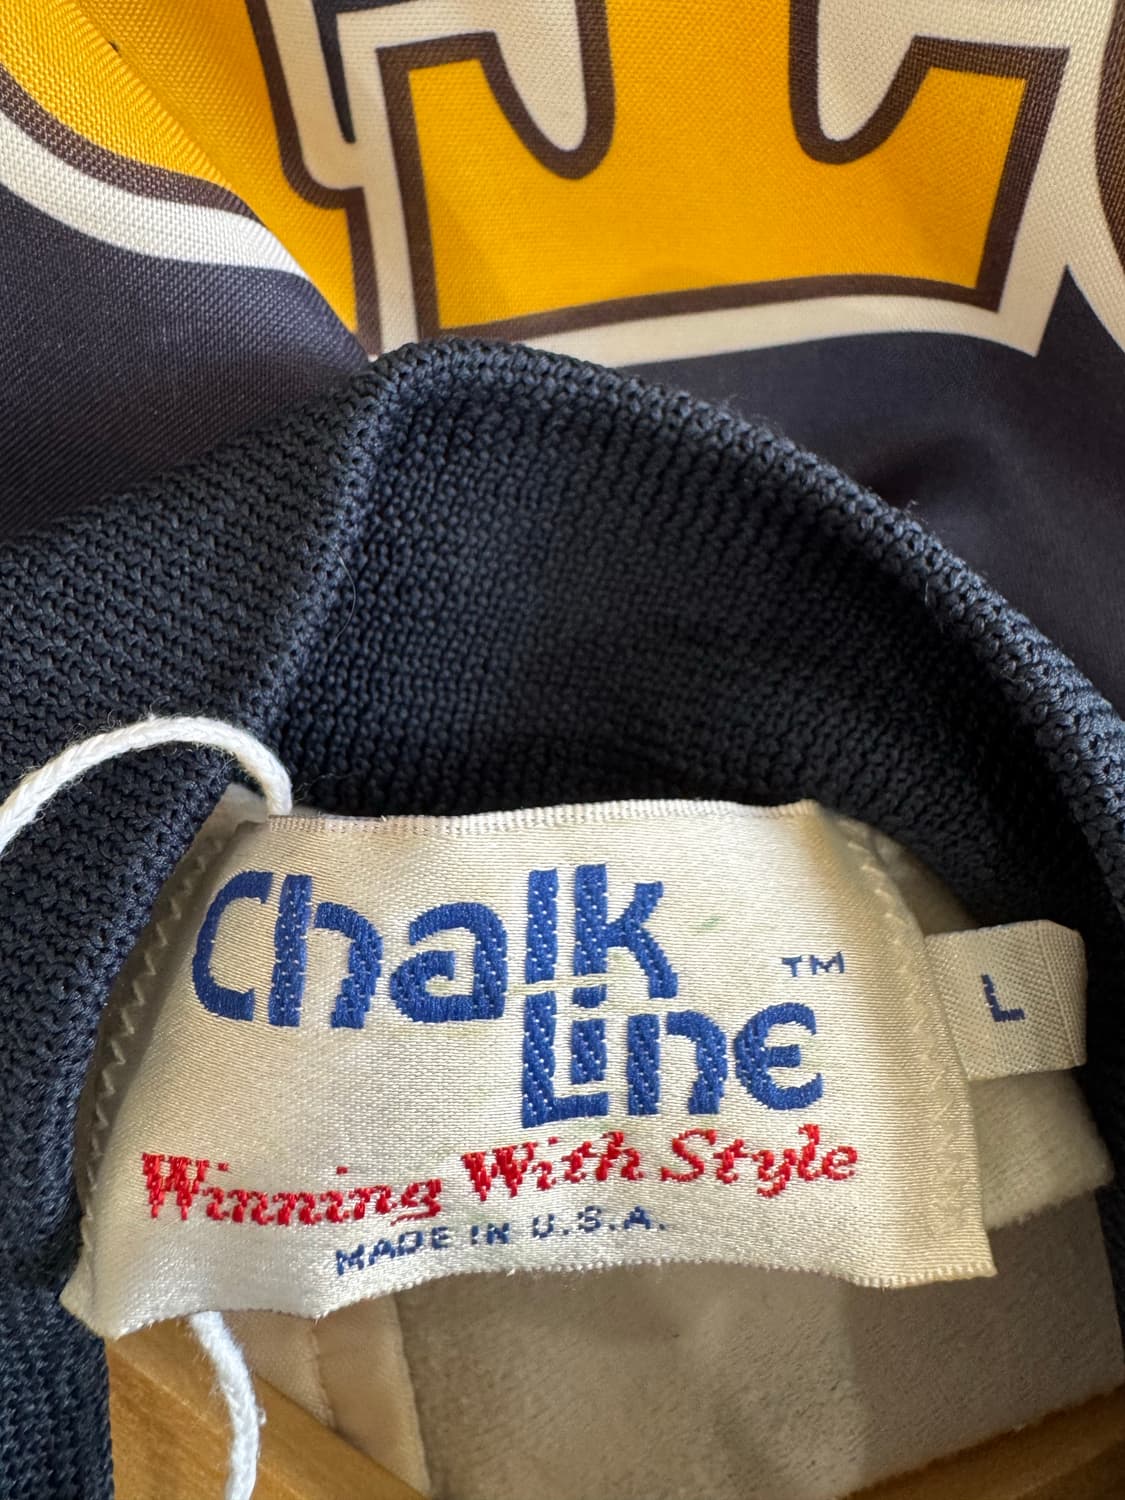 Chalk
Line ™
L
Winning With Style
MADE IN U.S.A.